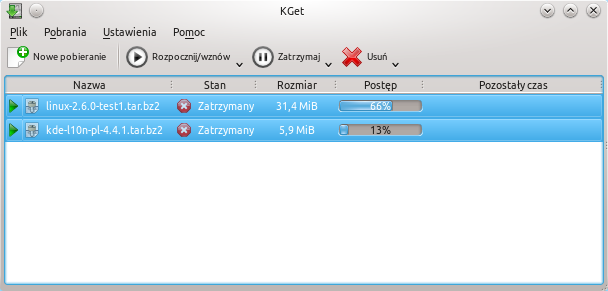 KGet
Plik Pobrania Ustawienia Pomoc
Nowe pobieranie Rozpocznij/wznów Zatrzymaj Usuń
Nazwa Stan Rozmiar Postęp Pozostały czas
linux-2.6.0-test1.tar.bz2 Zatrzymany 31,4 MiB 66%
kde-l10n-pl-4.4.1.tar.bz2 Zatrzymany 5,9 MiB 13%